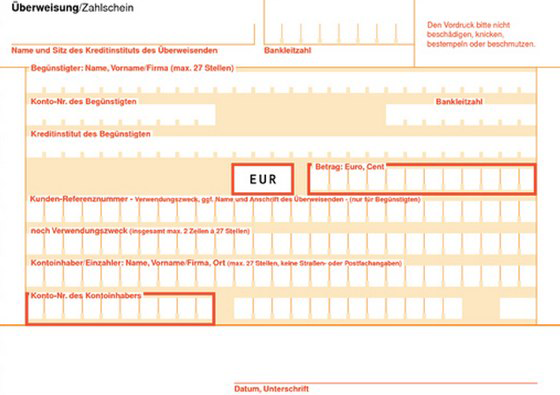 Überweisung/Zahlschein
Den Vordruck bitte nicht
beschädigen, knicken,
bestempeln oder beschmutzen.
Name und Sitz des Kreditinstituts des Überweisenden
Bankleitzahl
Begünstigter: Name, Vorname/Firma (max. 27 Stellen)
Konto-Nr. des Begünstigten
Bankleitzahl
Kreditinstitut des Begünstigten
EUR
Betrag: Euro, Cent
Kunden-Referenznummer - Verwendungszweck, ggf. Name und Anschrift des Überweisenden - (nur für Begünstigten)
noch Verwendungszweck (insgesamt max. 2 Zeilen à 27 Stellen)
Kontoinhaber/Einzahler: Name, Vorname/Firma, Ort (max. 27 Stellen, keine Straßen- oder Postfachangaben)
Konto-Nr. des Kontoinhabers
Datum, Unterschrift